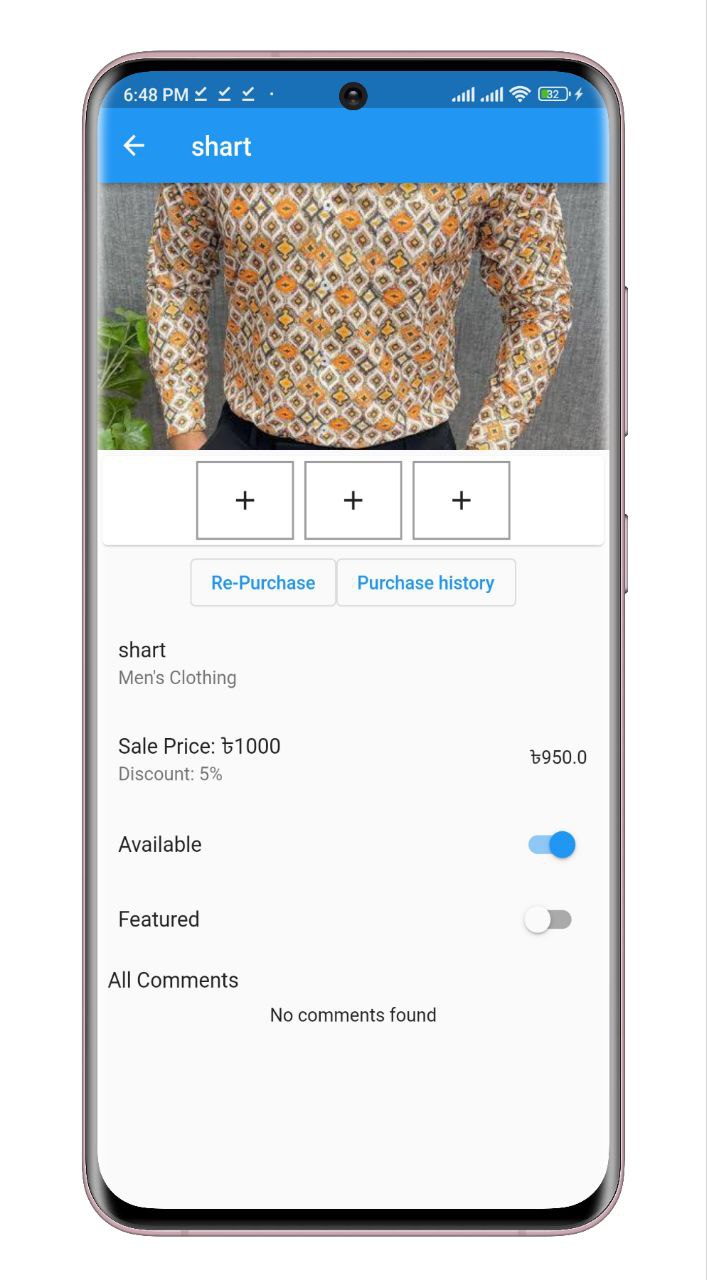 6:48 PM
32
shart
+ + +
Re-Purchase Purchase history
shart
Men's Clothing
Sale Price: ৳1000
৳950.0
Discount: 5%
Available
Featured
All Comments
No comments found